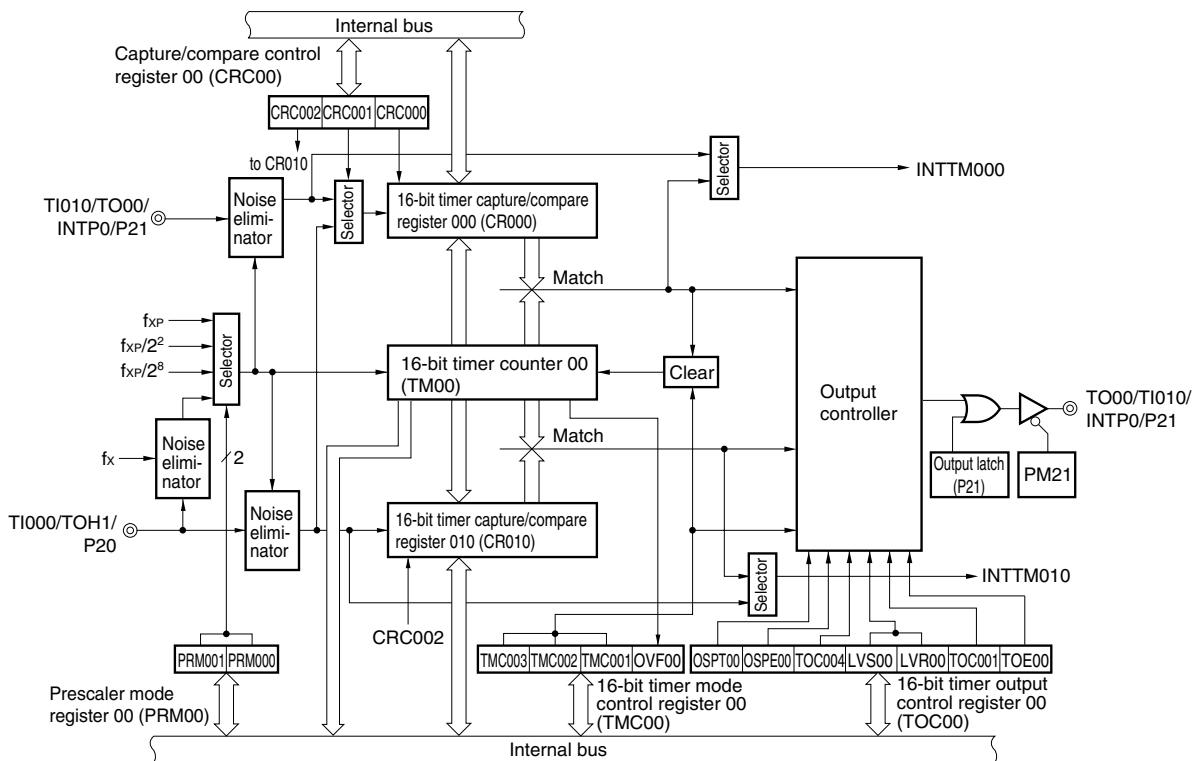 Internal bus
Capture/compare control
register 00 (CRC00)
CRC002 CRC001 CRC000
to CR010
Selector
INTTM000
TI010/TO00/
INTP0/P21
Noise
elimi-
nator
Selector
16-bit timer capture/compare
register 000 (CR000)
Match
fXP
fXP/2²
fXP/2⁸
Selector
16-bit timer counter 00
(TM00)
Clear
Output
controller
TO00/TI010/
INTP0/P21
Match
Output latch
(P21)
PM21
fX
Noise
elimi-
nator
2
TI000/TOH1/
P20
Noise
elimi-
nator
16-bit timer capture/compare
register 010 (CR010)
Selector
INTTM010
CRC002
PRM001 PRM000
TMC003 TMC002 TMC001 OVF00
OSPT00 OSPE00 TOC004 LVS00 LVR00 TOC001 TOE00
Prescaler mode
register 00 (PRM00)
16-bit timer mode
control register 00
(TMC00)
16-bit timer output
control register 00
(TOC00)
Internal bus